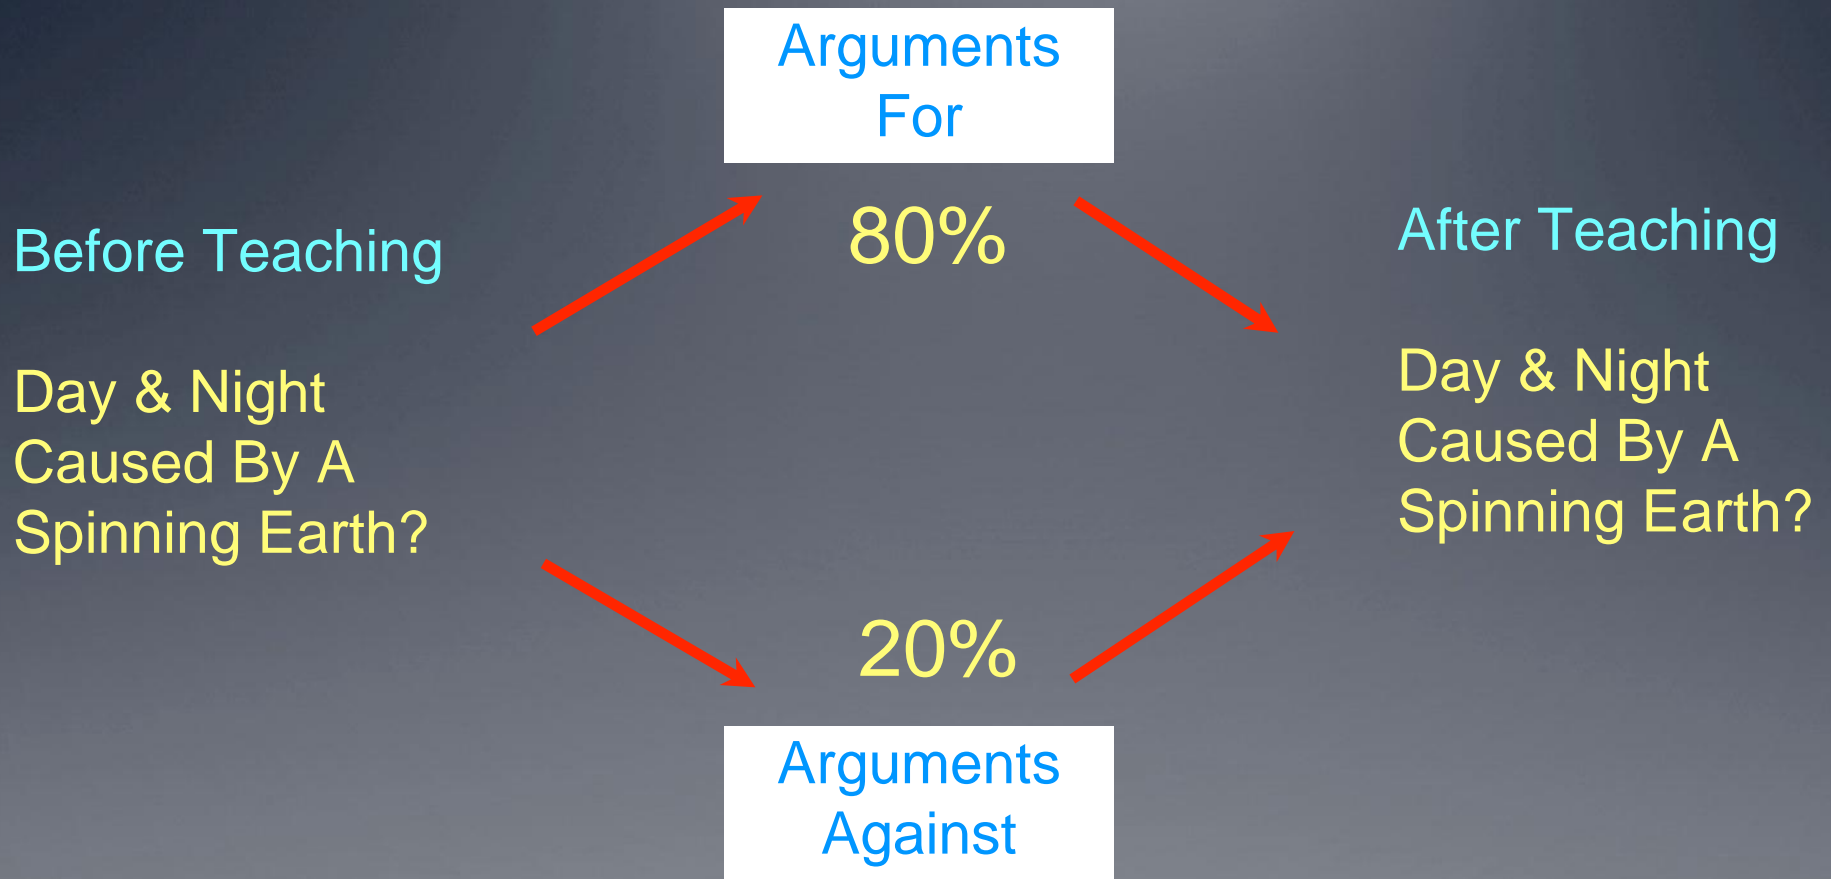 Before Teaching
Day & Night
Caused By A
Spinning Earth?
Arguments
For
80%
20%
Arguments
Against
After Teaching
Day & Night
Caused By A
Spinning Earth?